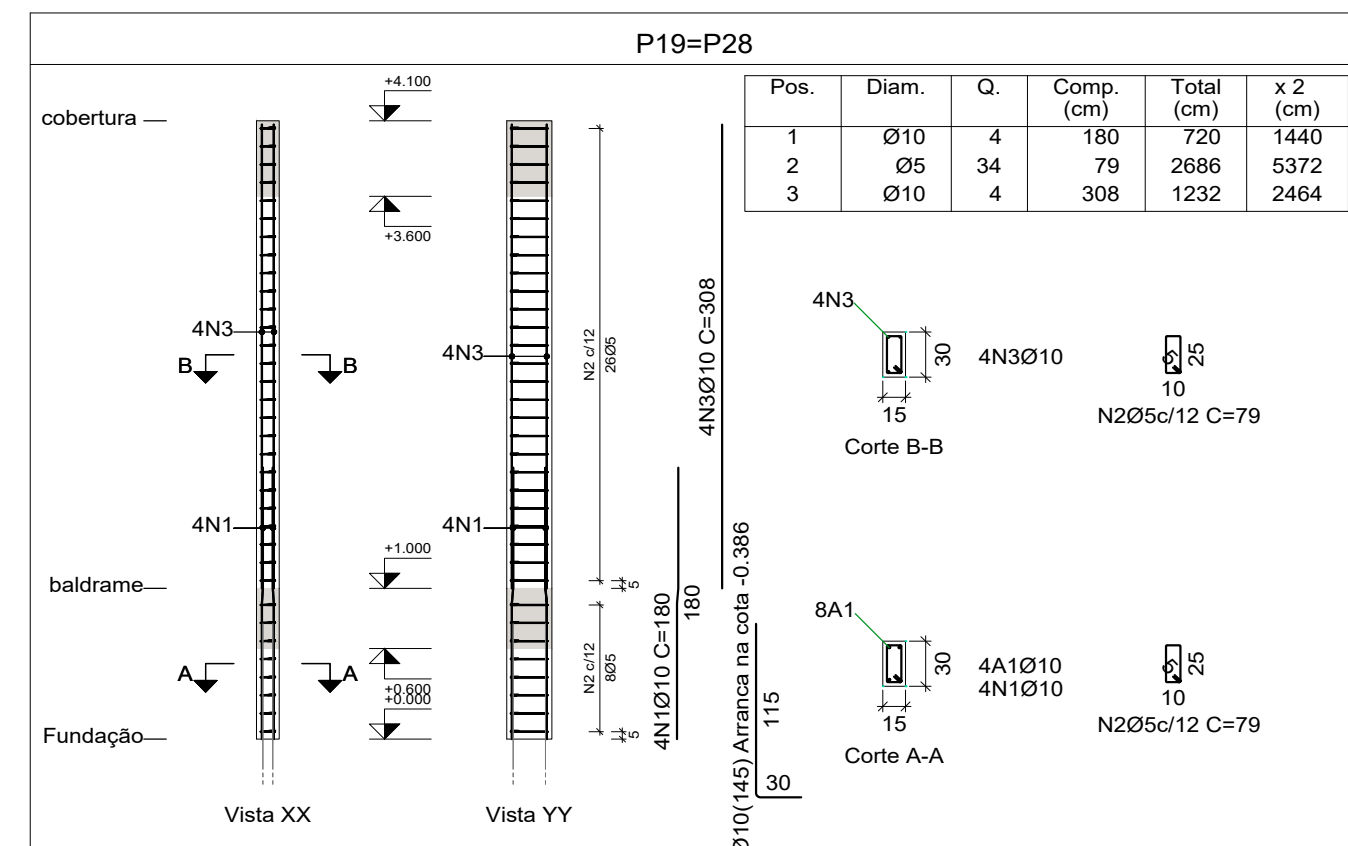 P19=P28
Pos. Diam. Q. Comp. (cm) Total (cm) x 2 (cm)
1 Ø10 4 180 720 1440
2 Ø5 34 79 2686 5372
3 Ø10 4 308 1232 2464
cobertura
+4.100
+3.600
4N3
B
B
4N3
N2 c/12
26Ø5
4N3Ø10 C=308
4N3
30
15
4N3Ø10
Corte B-B
25
10
N2Ø5c/12 C=79
4N1
4N1
+1.000
baldrame
5
A
A
+0.600
+0.000
N2 c/12
8Ø5
5
4N1Ø10 C=180
180
Fundação
Vista XX
Vista YY
Ø10(145) Arranca na cota -0.386
115
30
8A1
30
15
4A1Ø10
4N1Ø10
Corte A-A
25
10
N2Ø5c/12 C=79